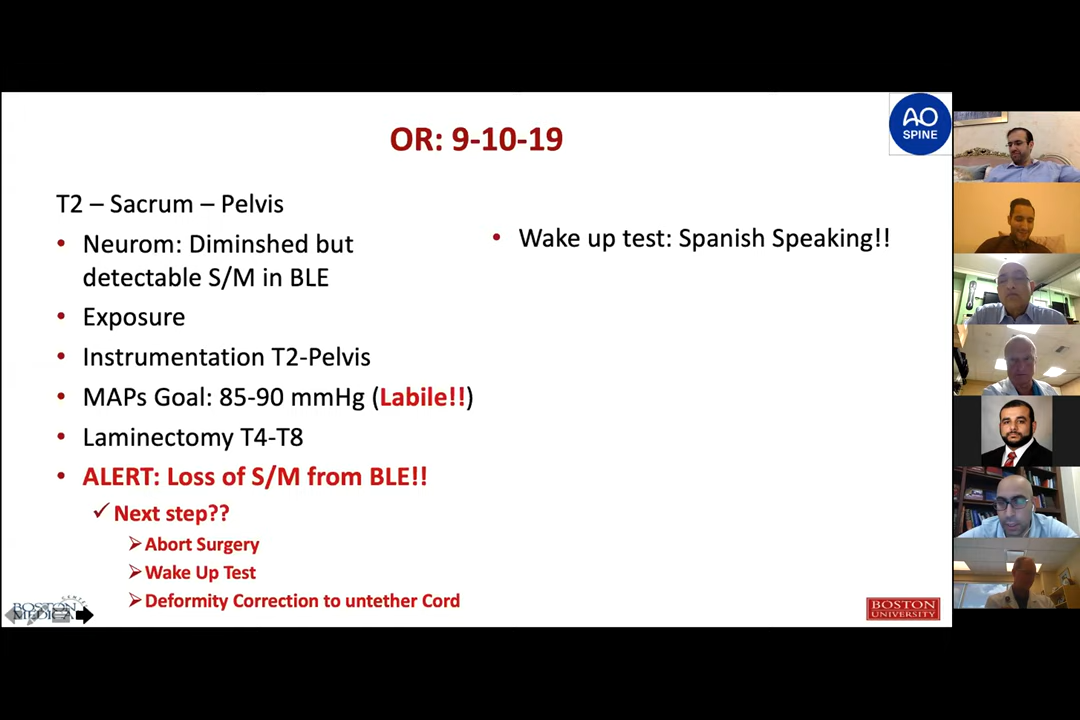 OR: 9-10-19
AO
SPINE
T2 – Sacrum – Pelvis
• Neurom: Diminshed but
detectable S/M in BLE
• Exposure
• Instrumentation T2-Pelvis
• MAPs Goal: 85-90 mmHg (Labile!!)
• Laminectomy T4-T8
• ALERT: Loss of S/M from BLE!!
✓ Next step??
➢ Abort Surgery
➢ Wake Up Test
➢ Deformity Correction to untether Cord
• Wake up test: Spanish Speaking!!
BOSTON
MEDICA
BOSTON
UNIVERSITY